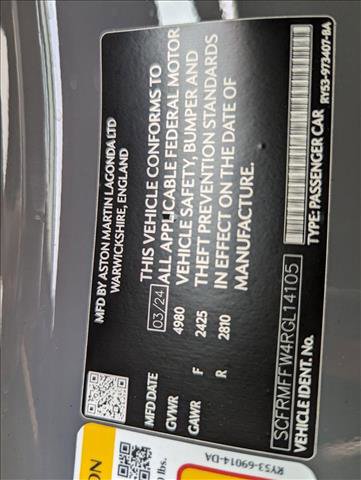 MFD BY ASTON MARTIN LAGONDA LTD
WARWICKSHIRE, ENGLAND
THIS VEHICLE CONFORMS TO
ALL APPLICABLE FEDERAL MOTOR
VEHICLE SAFETY, BUMPER AND
THEFT PREVENTION STANDARDS
IN EFFECT ON THE DATE OF
MANUFACTURE.
MFD DATE 03/24
GVWR 4980
GAWR F 2425
R 2810
SCFRMFFW4RGL14105
VEHICLE IDENT. No.
TYPE: PASSENGER CAR
RY53-973407-BA
RY53-69014-DA
lbs.
ON